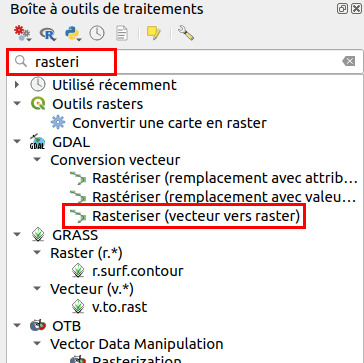 Boîte à outils de traitements
rasteri
Utilisé récemment
Outils rasters
Convertir une carte en raster
GDAL
Conversion vecteur
Rastériser (remplacement avec attrib…
Rastériser (remplacement avec valeu…
Rasteriser (vecteur vers raster)
GRASS
Raster (r.*)
r.surf.contour
Vecteur (v.*)
v.to.rast
OTB
Vector Data Manipulation
Rasterization